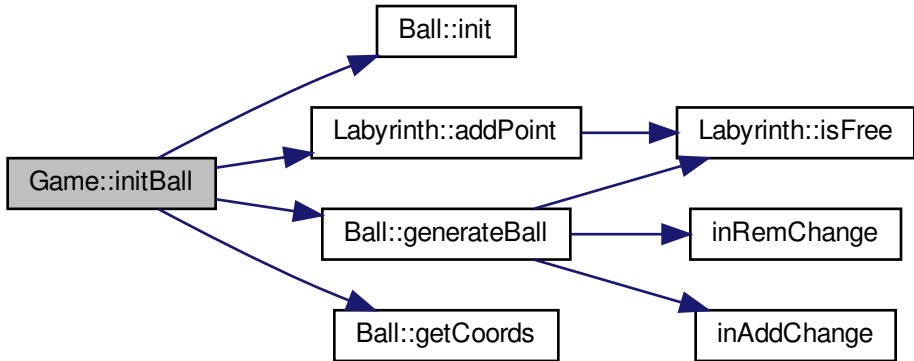 Ball::init
Labyrinth::addPoint
Labyrinth::isFree
Game::initBall
Ball::generateBall
inRemChange
Ball::getCoords
inAddChange